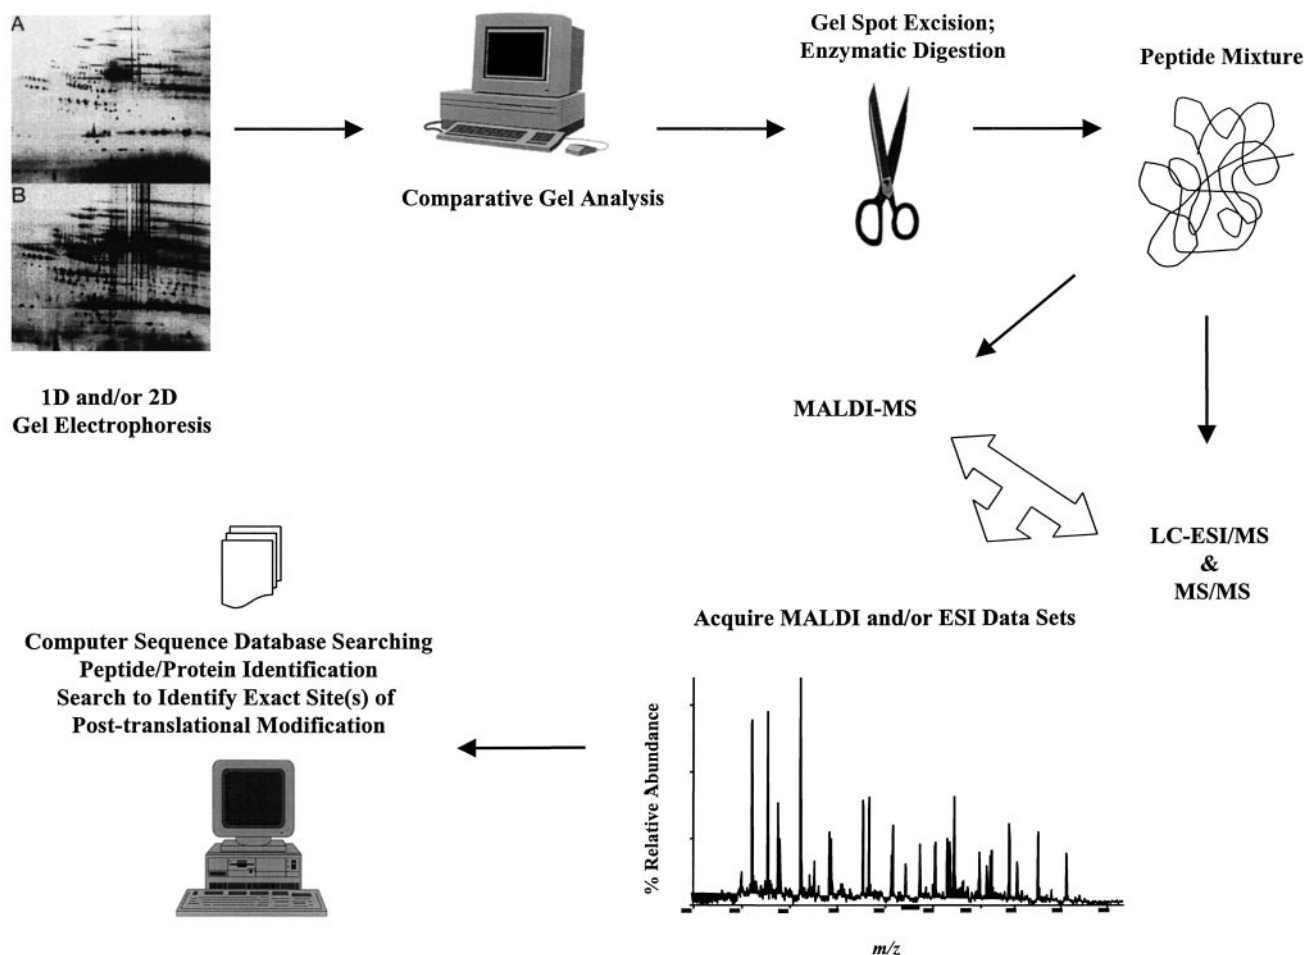 A
B
1D and/or 2D
Gel Electrophoresis
Comparative Gel Analysis
Gel Spot Excision;
Enzymatic Digestion
Peptide Mixture
MALDI-MS
LC-ESI/MS
&
MS/MS
Acquire MALDI and/or ESI Data Sets
% Relative Abundance
m/z
Computer Sequence Database Searching
Peptide/Protein Identification
Search to Identify Exact Site(s) of
Post-translational Modification